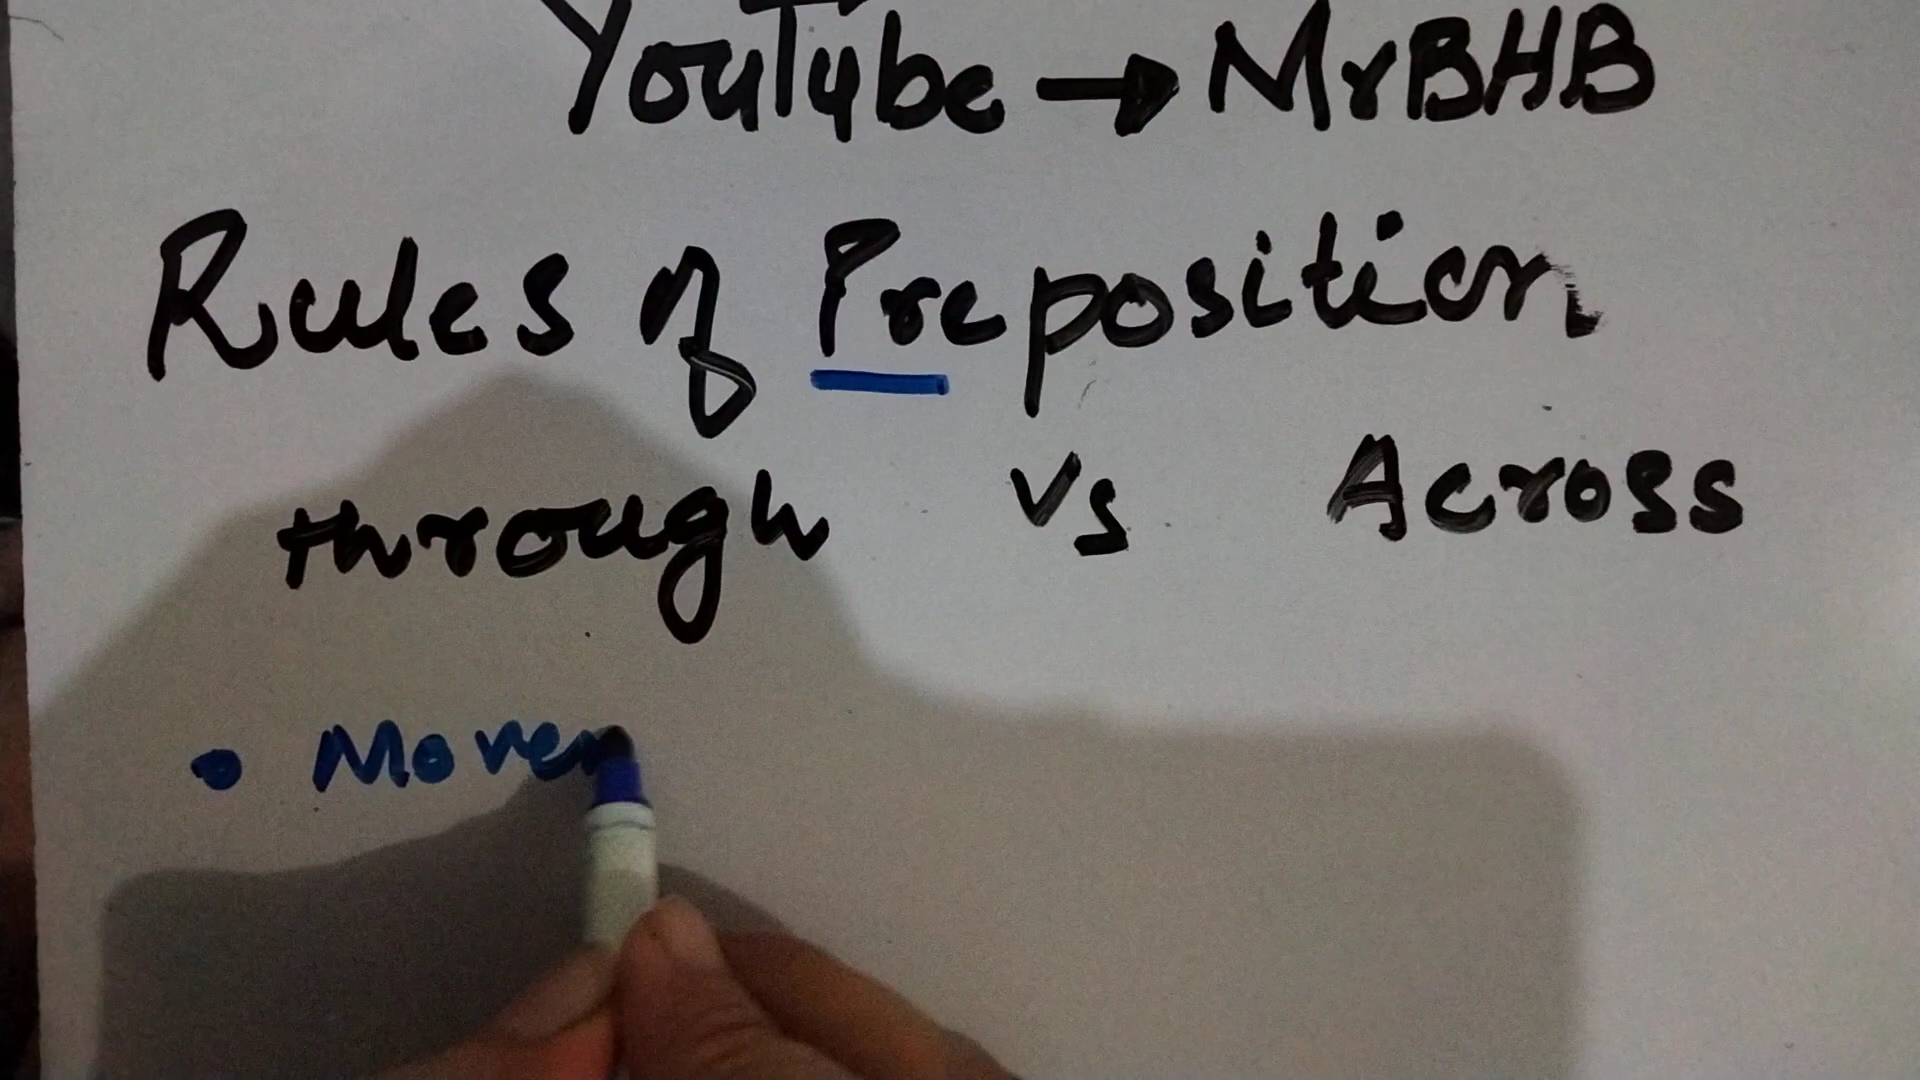 YouTube → MrBHB
Rules of Preposition
through Vs Across
• Movem